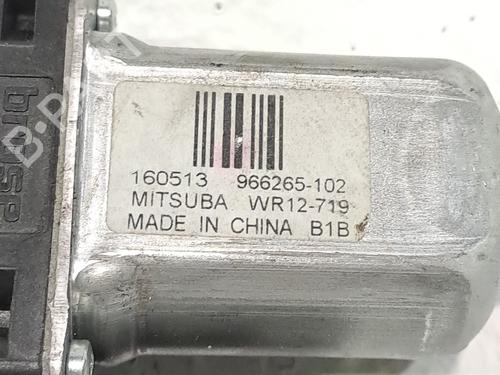 160513 966265-102
MITSUBA WR12-719
MADE IN CHINA B1B